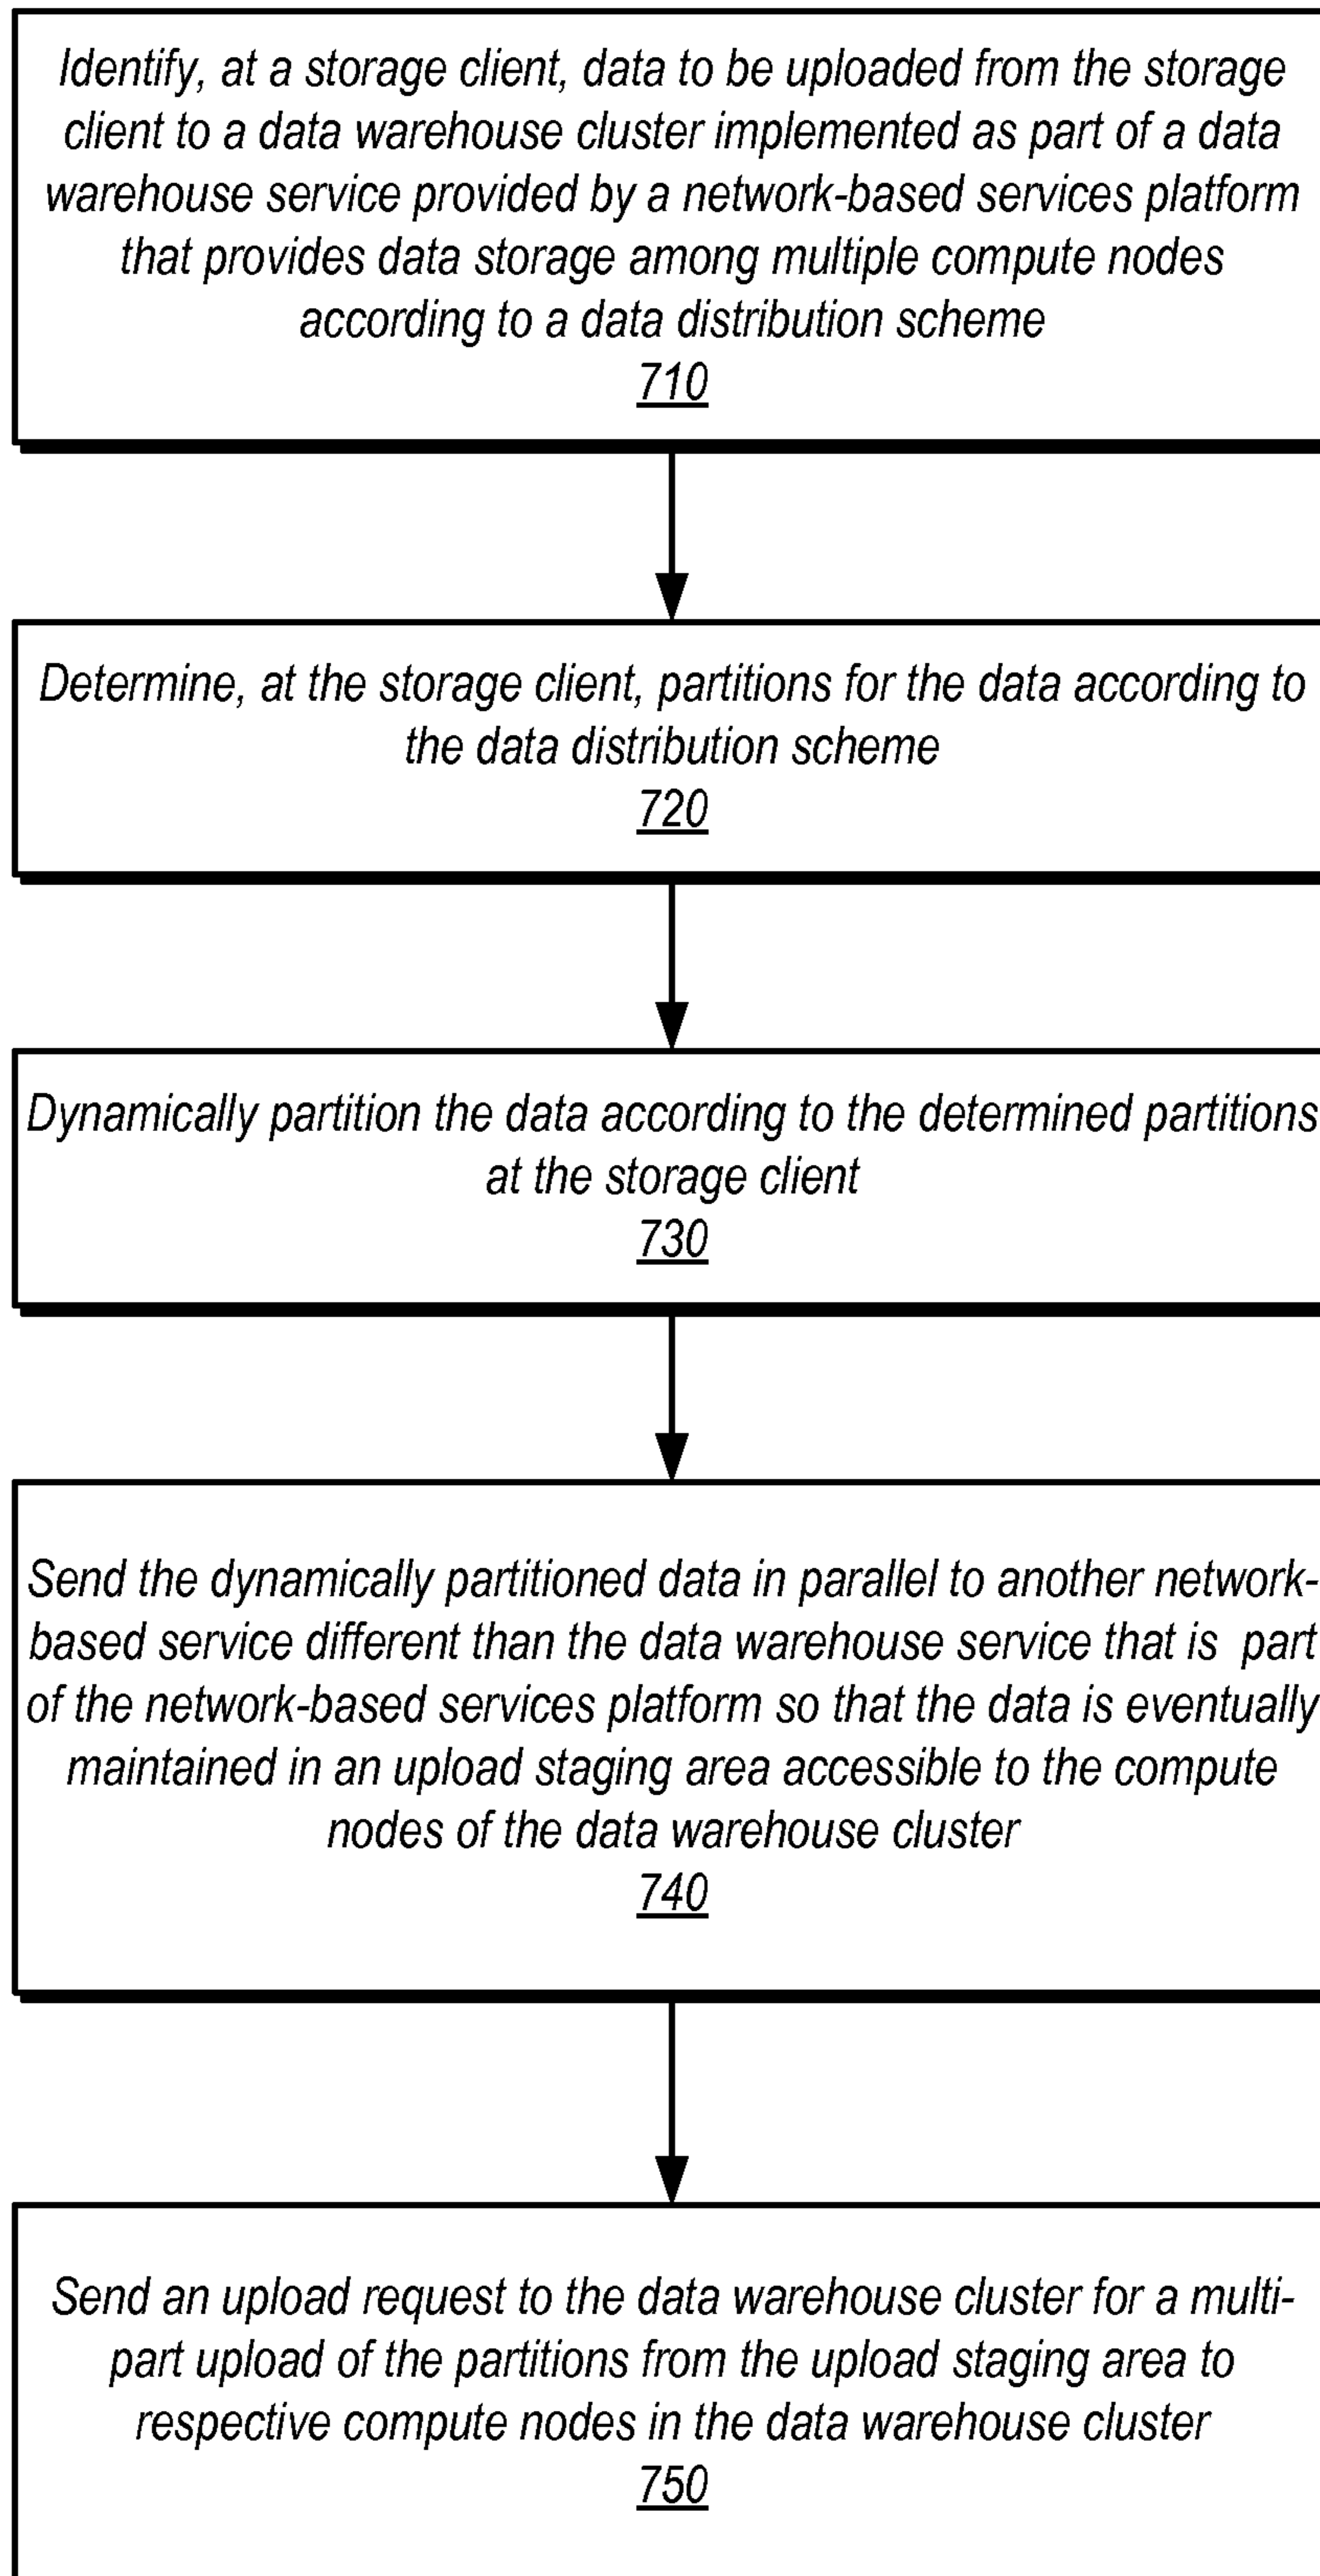 Identify, at a storage client, data to be uploaded from the storage
client to a data warehouse cluster implemented as part of a data
warehouse service provided by a network-based services platform
that provides data storage among multiple compute nodes
according to a data distribution scheme
710
Determine, at the storage client, partitions for the data according to
the data distribution scheme
720
Dynamically partition the data according to the determined partitions
at the storage client
730
Send the dynamically partitioned data in parallel to another network-
based service different than the data warehouse service that is part
of the network-based services platform so that the data is eventually
maintained in an upload staging area accessible to the compute
nodes of the data warehouse cluster
740
Send an upload request to the data warehouse cluster for a multi-
part upload of the partitions from the upload staging area to
respective compute nodes in the data warehouse cluster
750